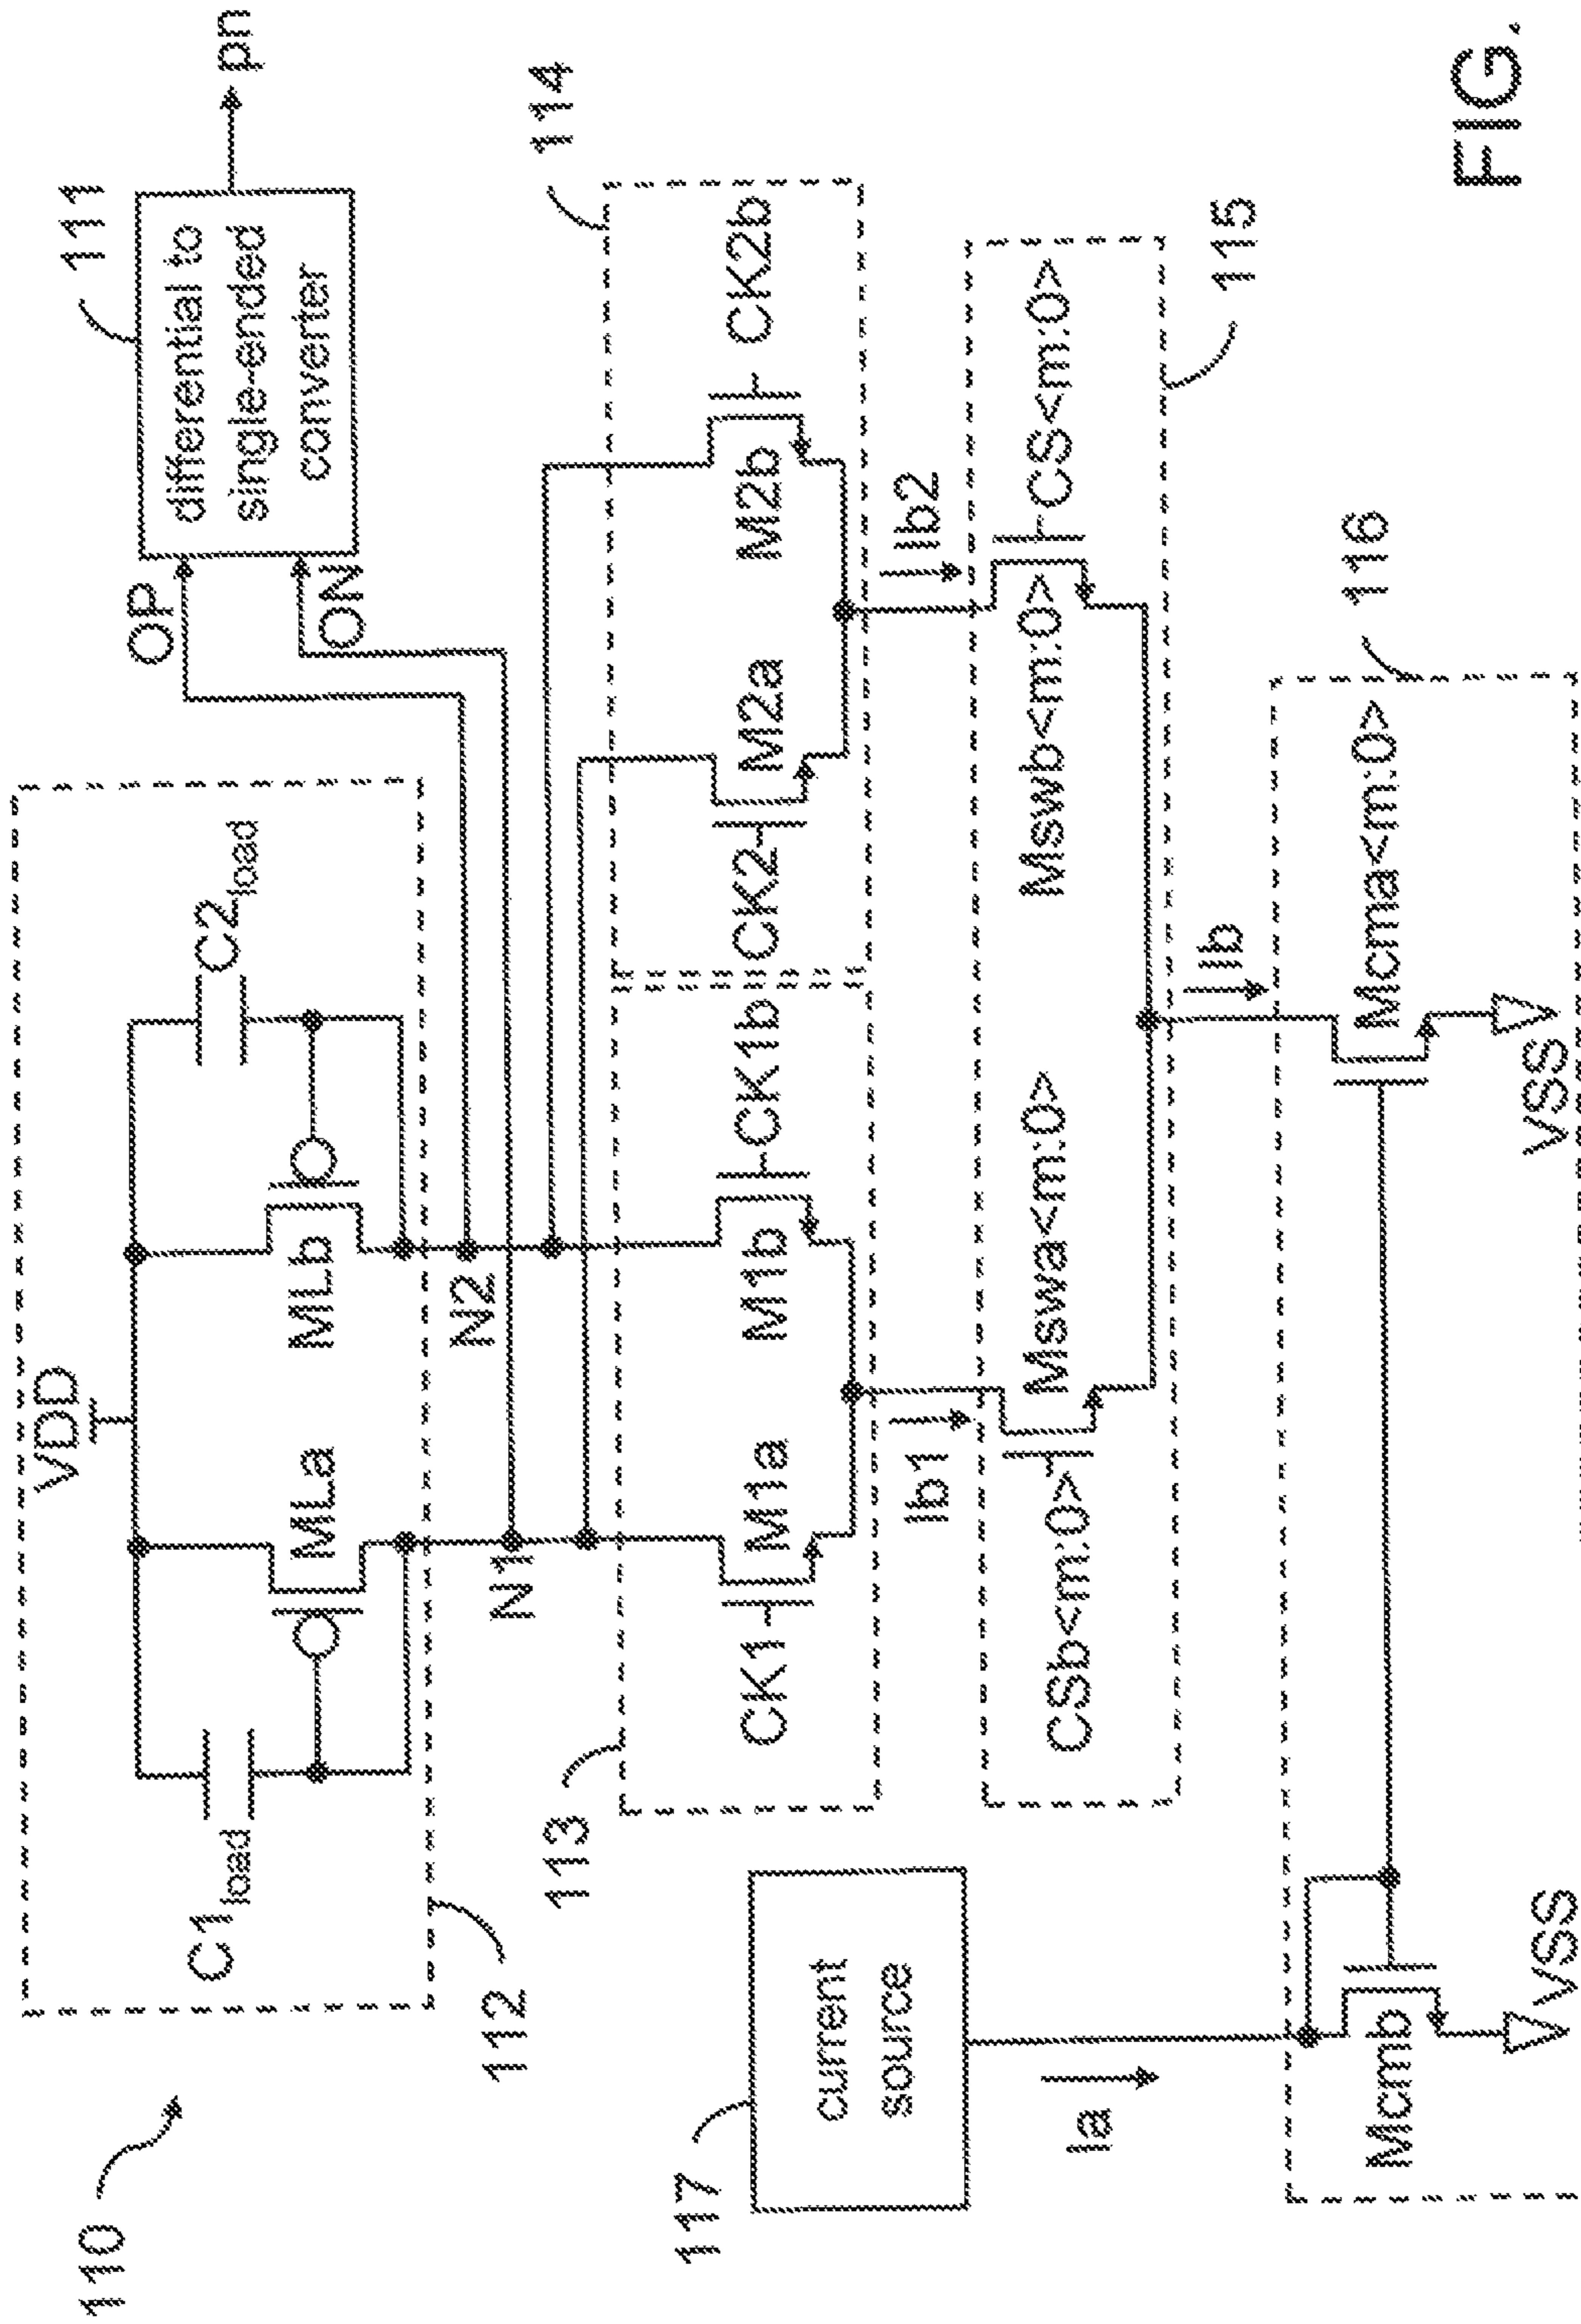 110
VDD
C1load
MLa
MLb
C2load
112
111
differential to
single-ended
converter
pn
OP
ON
N1
N2
113
CK1
M1a
M1b
CK1b
CK2
M2a
M2b
CK2b
114
117
current
source
Ia
Ib1
Ib2
CSb<m:0>
Mswa<m:0>
Mswb<m:0>
CS<m:0>
115
Ib
116
Mcmb
Mcma<m:0>
VSS
VSS
FIG.